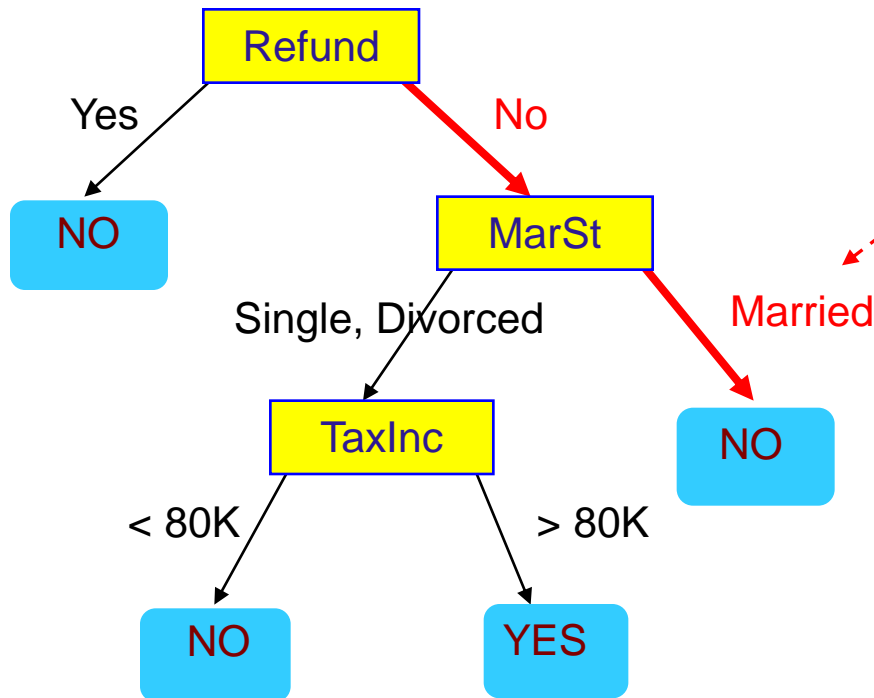 Refund
Yes
No
NO
MarSt
Single, Divorced
Married
TaxInc
NO
< 80K
> 80K
NO
YES